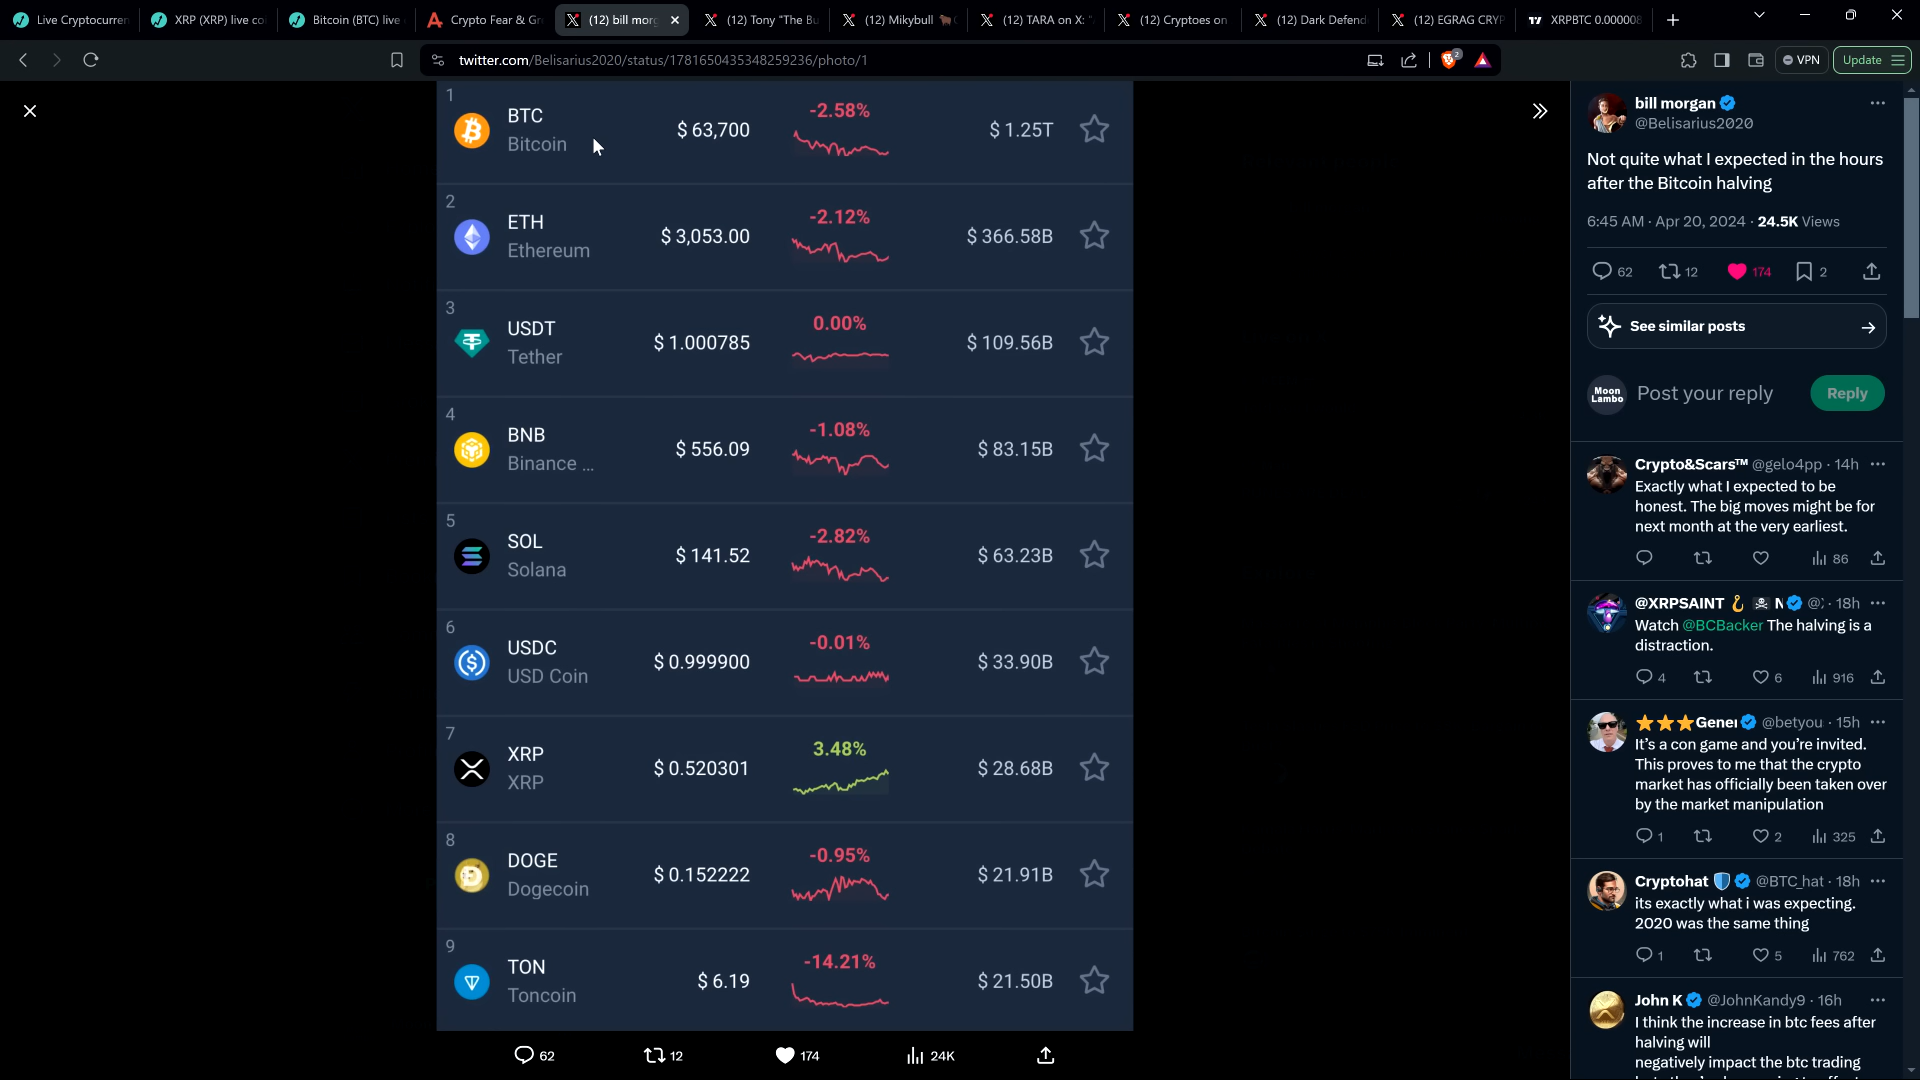 Live Cryptocurren
XRP (XRP) live co
Bitcoin (BTC) live
Crypto Fear & Gr
(12) bill morg
(12) Tony "The Bu
(12) Mikybull
(12) TARA on X: "
(12) Cryptoes on
(12) Dark Defend
(12) EGRAG CRYP
XRPBTC 0.000008
twitter.com/Belisarius2020/status/1781650435348259236/photo/1
2
VPN
Update
1
BTC
Bitcoin
$ 63,700
-2.58%
$ 1.25T
2
ETH
Ethereum
$ 3,053.00
-2.12%
$ 366.58B
3
USDT
Tether
$ 1.000785
0.00%
$ 109.56B
4
BNB
Binance ...
$ 556.09
-1.08%
$ 83.15B
5
SOL
Solana
$ 141.52
-2.82%
$ 63.23B
6
USDC
USD Coin
$ 0.999900
-0.01%
$ 33.90B
7
XRP
XRP
$ 0.520301
3.48%
$ 28.68B
8
DOGE
Dogecoin
$ 0.152222
-0.95%
$ 21.91B
9
TON
Toncoin
$ 6.19
-14.21%
$ 21.50B
62
12
174
24K
bill morgan
@Belisarius2020
Not quite what I expected in the hours
after the Bitcoin halving
6:45 AM · Apr 20, 2024 · 24.5K Views
62
12
174
2
See similar posts
Moon
Lambo
Post your reply
Reply
Crypto&Scars™ @gelo4pp · 14h
Exactly what I expected to be
honest. The big moves might be for
next month at the very earliest.
86
@XRPSAINT 🪝 ☠ N @: · 18h
Watch @BCBacker The halving is a
distraction.
4
6
916
⭐⭐⭐Genei @betyou · 15h
It's a con game and you're invited.
This proves to me that the crypto
market has officially been taken over
by the market manipulation
1
2
325
Cryptohat 🛡 @BTC_hat · 18h
its exactly what i was expecting.
2020 was the same thing
1
5
762
John K @JohnKandy9 · 16h
I think the increase in btc fees after
halving will
negatively impact the btc trading